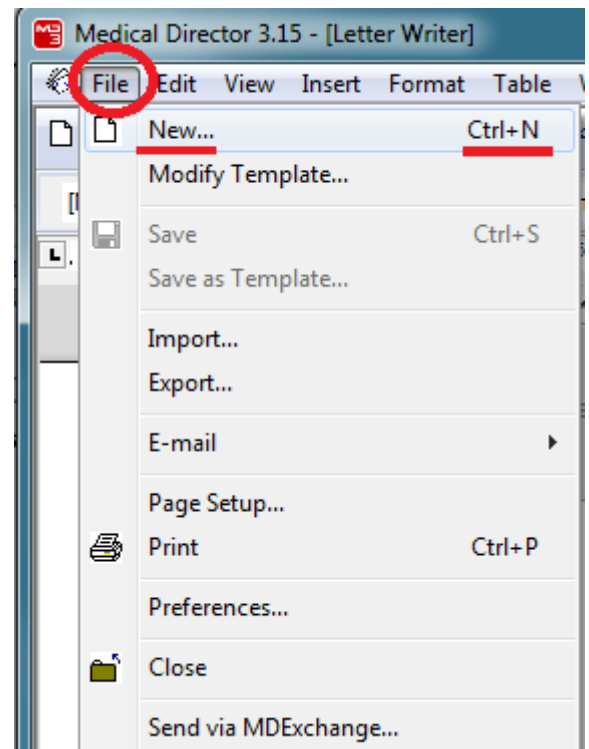 Medical Director 3.15 - [Letter Writer]
File Edit View Insert Format Table
New... Ctrl+N
Modify Template...
Save Ctrl+S
Save as Template...
Import...
Export...
E-mail
Page Setup...
Print Ctrl+P
Preferences...
Close
Send via MDExchange...